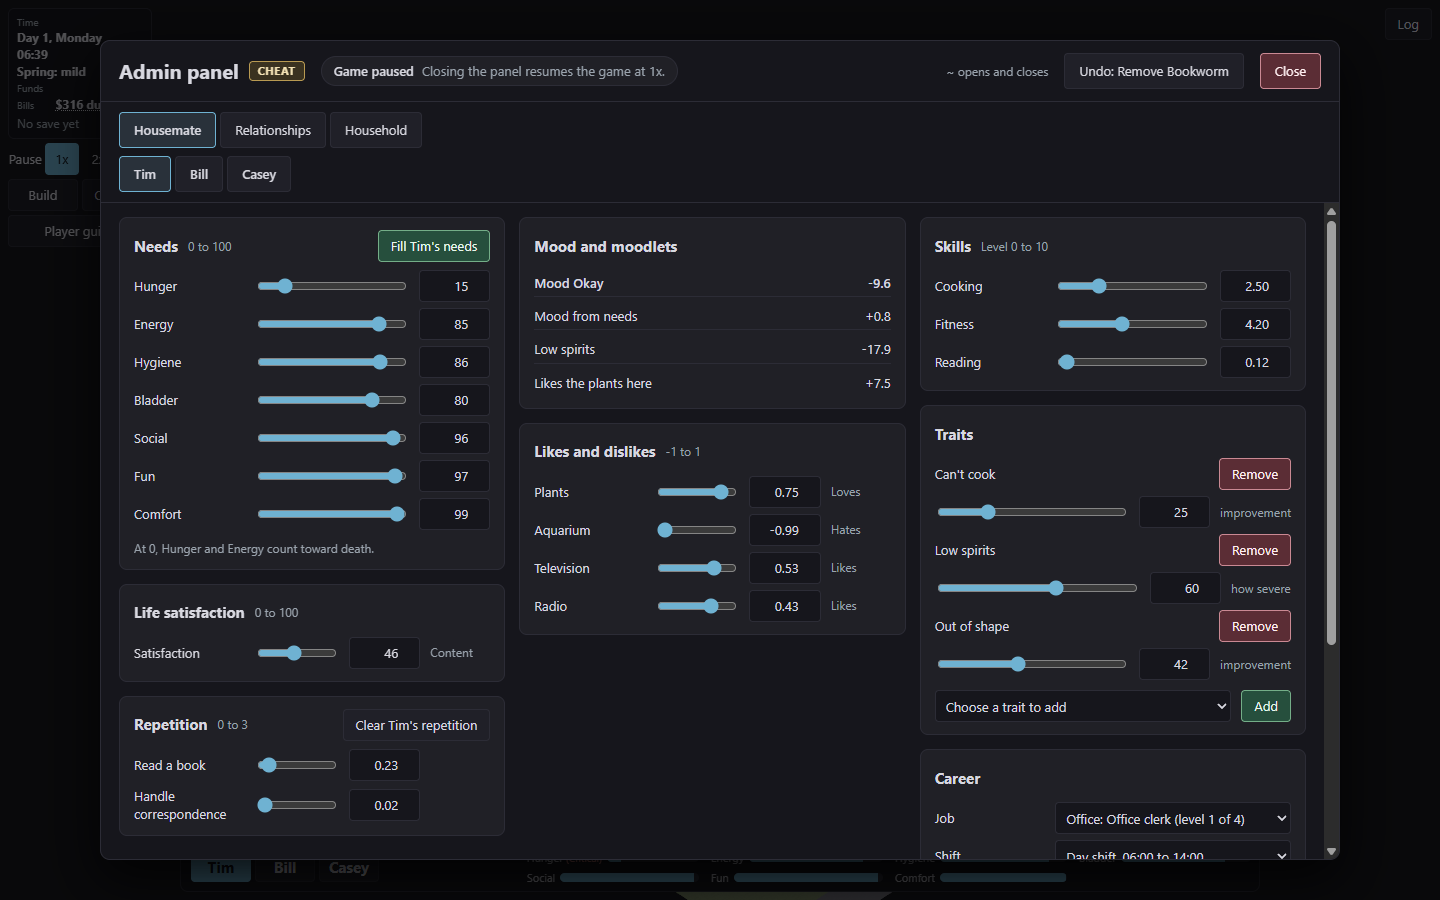 Time
Day 1, Monday
06:39
Spring: mild
Funds
Bills $316 du
No save yet
Pause 1x 2
Build
Player gui
Log
Admin panel CHEAT Game paused Closing the panel resumes the game at 1x.
~ opens and closes Undo: Remove Bookworm Close
Housemate Relationships Household
Tim Bill Casey
Needs 0 to 100 Fill Tim's needs
Hunger 15
Energy 85
Hygiene 86
Bladder 80
Social 96
Fun 97
Comfort 99
At 0, Hunger and Energy count toward death.
Life satisfaction 0 to 100
Satisfaction 46 Content
Repetition 0 to 3 Clear Tim's repetition
Read a book 0.23
Handle
correspondence 0.02
Mood and moodlets
Mood Okay -9.6
Mood from needs +0.8
Low spirits -17.9
Likes the plants here +7.5
Likes and dislikes -1 to 1
Plants 0.75 Loves
Aquarium -0.99 Hates
Television 0.53 Likes
Radio 0.43 Likes
Skills Level 0 to 10
Cooking 2.50
Fitness 4.20
Reading 0.12
Traits
Can't cook Remove
25 improvement
Low spirits Remove
60 how severe
Out of shape Remove
42 improvement
Choose a trait to add Add
Career
Job Office: Office clerk (level 1 of 4)
Shift Day shift, 06:00 to 14:00
Tim Bill Casey
Social Fun Comfort